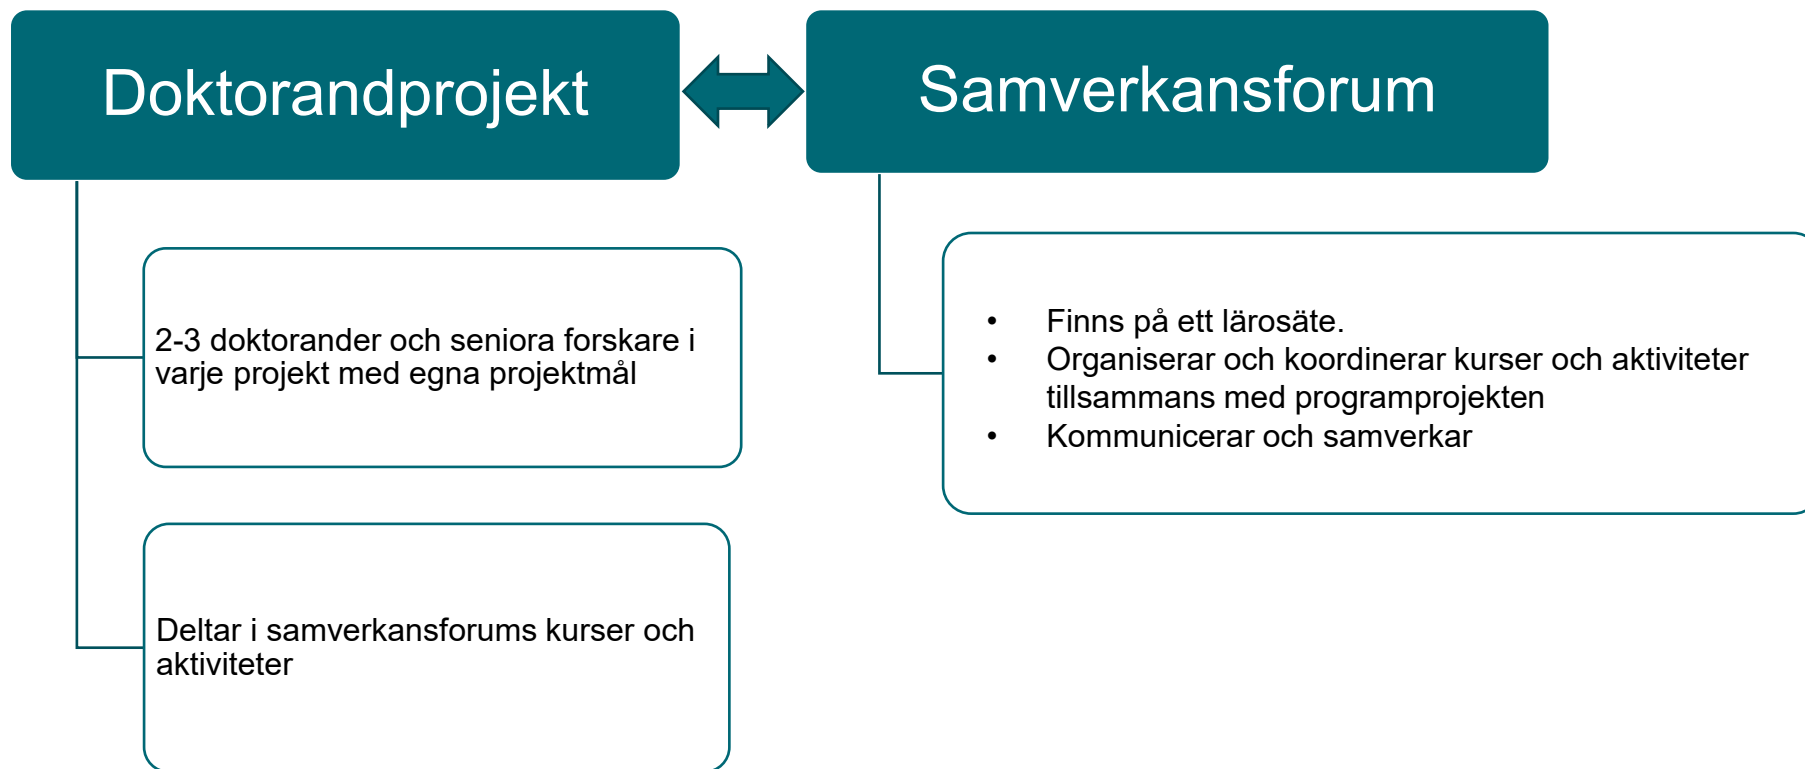 Doktorandprojekt
Samverkansforum
2-3 doktorander och seniora forskare i
varje projekt med egna projektmål
Deltar i samverkansforums kurser och
aktiviteter
• Finns på ett lärosäte.
• Organiserar och koordinerar kurser och aktiviteter
tillsammans med programprojekten
• Kommunicerar och samverkar